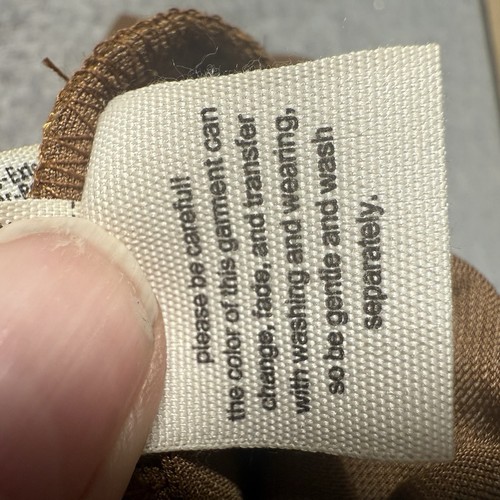 please be careful!
the color of this garment can
change, fade, and transfer
with washing and wearing,
so be gentle and wash
separately,